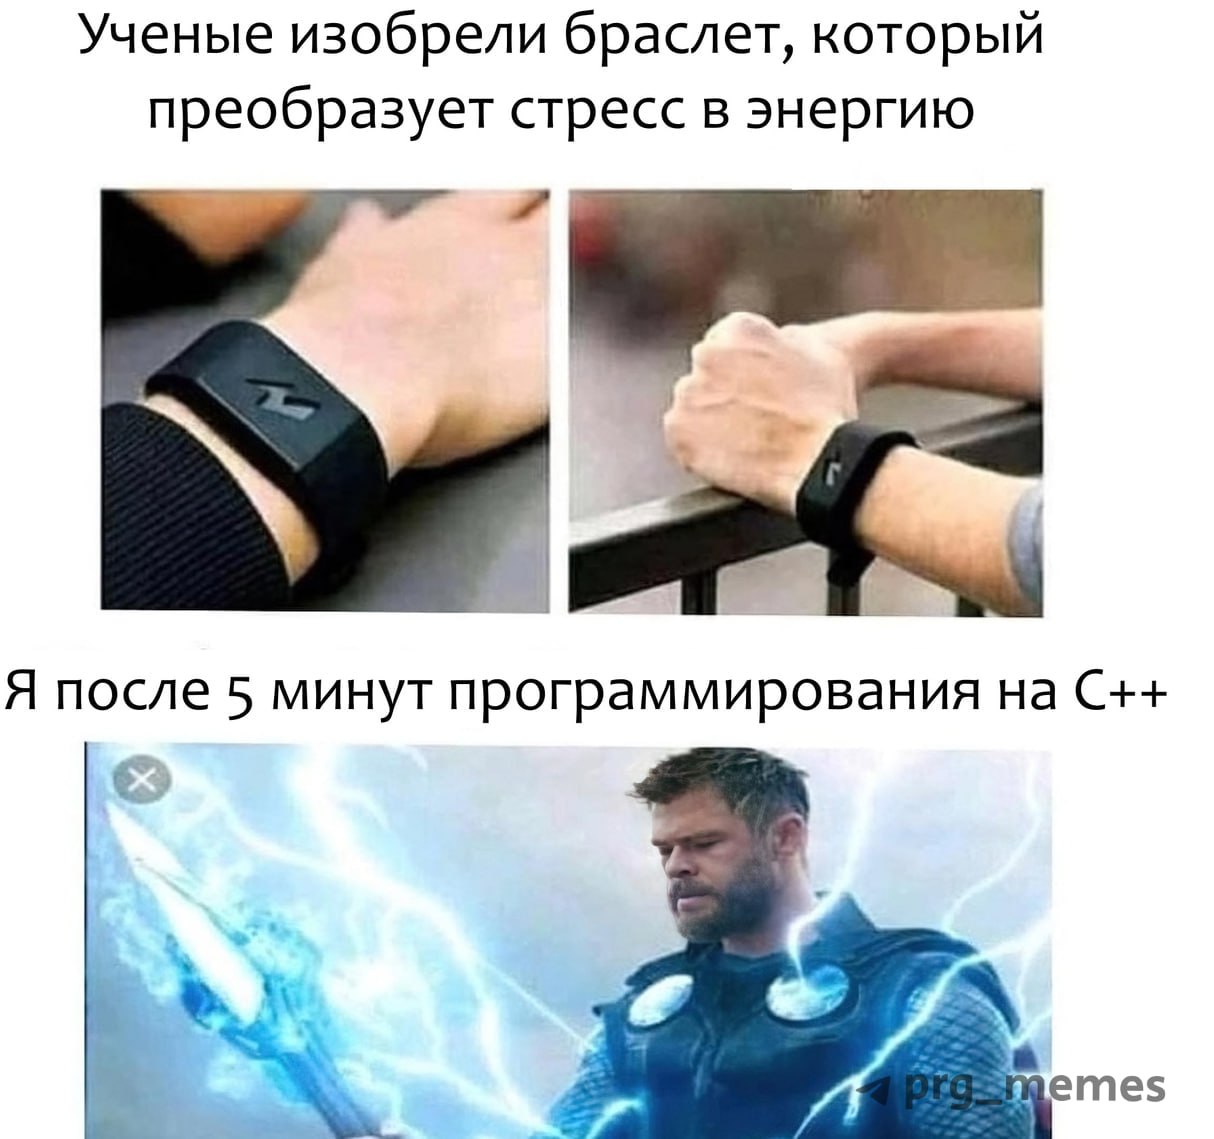 Ученые изобрели браслет, который
преобразует стресс в энергию
Я после 5 минут программирования на C++
prg_memes